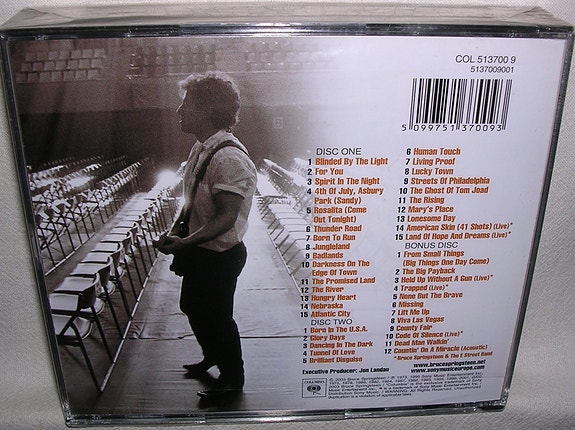 COL 513700 9
5137009001
5 099751 370093
DISC ONE
1 Blinded By The Light
2 For You
3 Spirit In The Night
4 4th Of July, Asbury
Park (Sandy)
5 Rosalita (Come
Out Tonight)
6 Thunder Road
7 Born To Run
8 Jungleland
9 Badlands
10 Darkness On The
Edge Of Town
11 The Promised Land
12 The River
13 Hungry Heart
14 Nebraska
15 Atlantic City
DISC TWO
1 Born In The U.S.A.
2 Glory Days
3 Dancing In The Dark
4 Tunnel Of Love
5 Brilliant Disguise
6 Human Touch
7 Living Proof
8 Lucky Town
9 Streets Of Philadelphia
10 The Ghost Of Tom Joad
11 The Rising
12 Mary's Place
13 Lonesome Day
14 American Skin (41 Shots) (Live)*
15 Land Of Hope And Dreams (Live)*
BONUS DISC
1 From Small Things
(Big Things One Day Come)
2 The Big Payback
3 Held Up Without A Gun (Live)*
4 Trapped (Live)*
5 None But The Brave
6 Missing
7 Lift Me Up
8 Viva Las Vegas
9 County Fair
10 Code Of Silence (Live)*
11 Dead Man Walkin'
12 Countin' On A Miracle (Acoustic)
* Bruce Springsteen & The E Street Band
Executive Producer: Jon Landau
www.brucespringsteen.net
www.sonymusiceurope.com